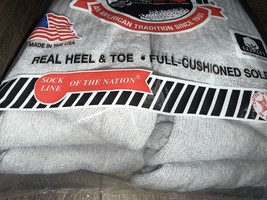 AN AMERICAN TRADITION SINCE 1951
MADE IN THE USA
REAL HEEL & TOE • FULL-CUSHIONED SOLE
SOCK OF THE NATION®
LINE